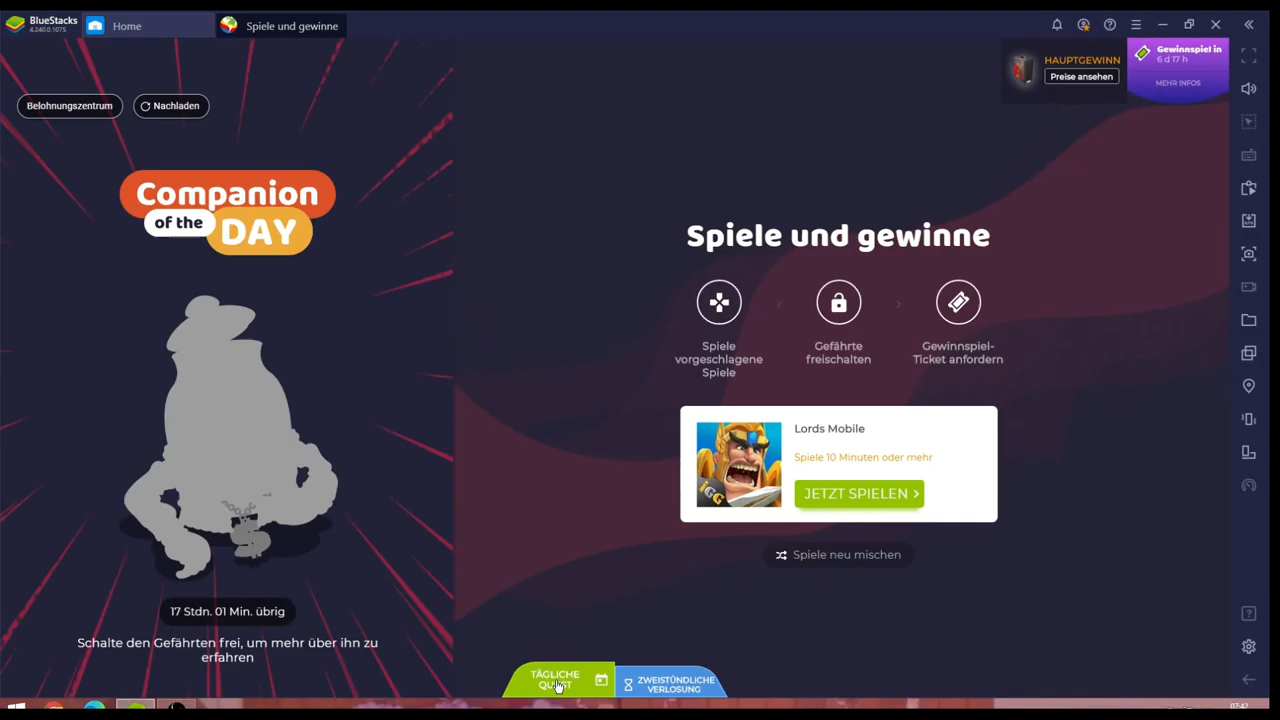 BlueStacks
4.240.0.1075
Home
Spiele und gewinne
Belohnungszentrum
Nachladen
HAUPTGEWINN
Preise ansehen
Gewinnspiel in
6 d 17 h
MEHR INFOS
Companion
of the
DAY
17 Stdn. 01 Min. übrig
Schalte den Gefährten frei, um mehr über ihn zu
erfahren
Spiele und gewinne
Spiele
vorgeschlagene
Spiele
Gefährte
freischalten
Gewinnspiel-
Ticket anfordern
Lords Mobile
Spiele 10 Minuten oder mehr
IGG
JETZT SPIELEN
Spiele neu mischen
TÄGLICHE
QUEST
ZWEISTÜNDLICHE
VERLOSUNG
07:42